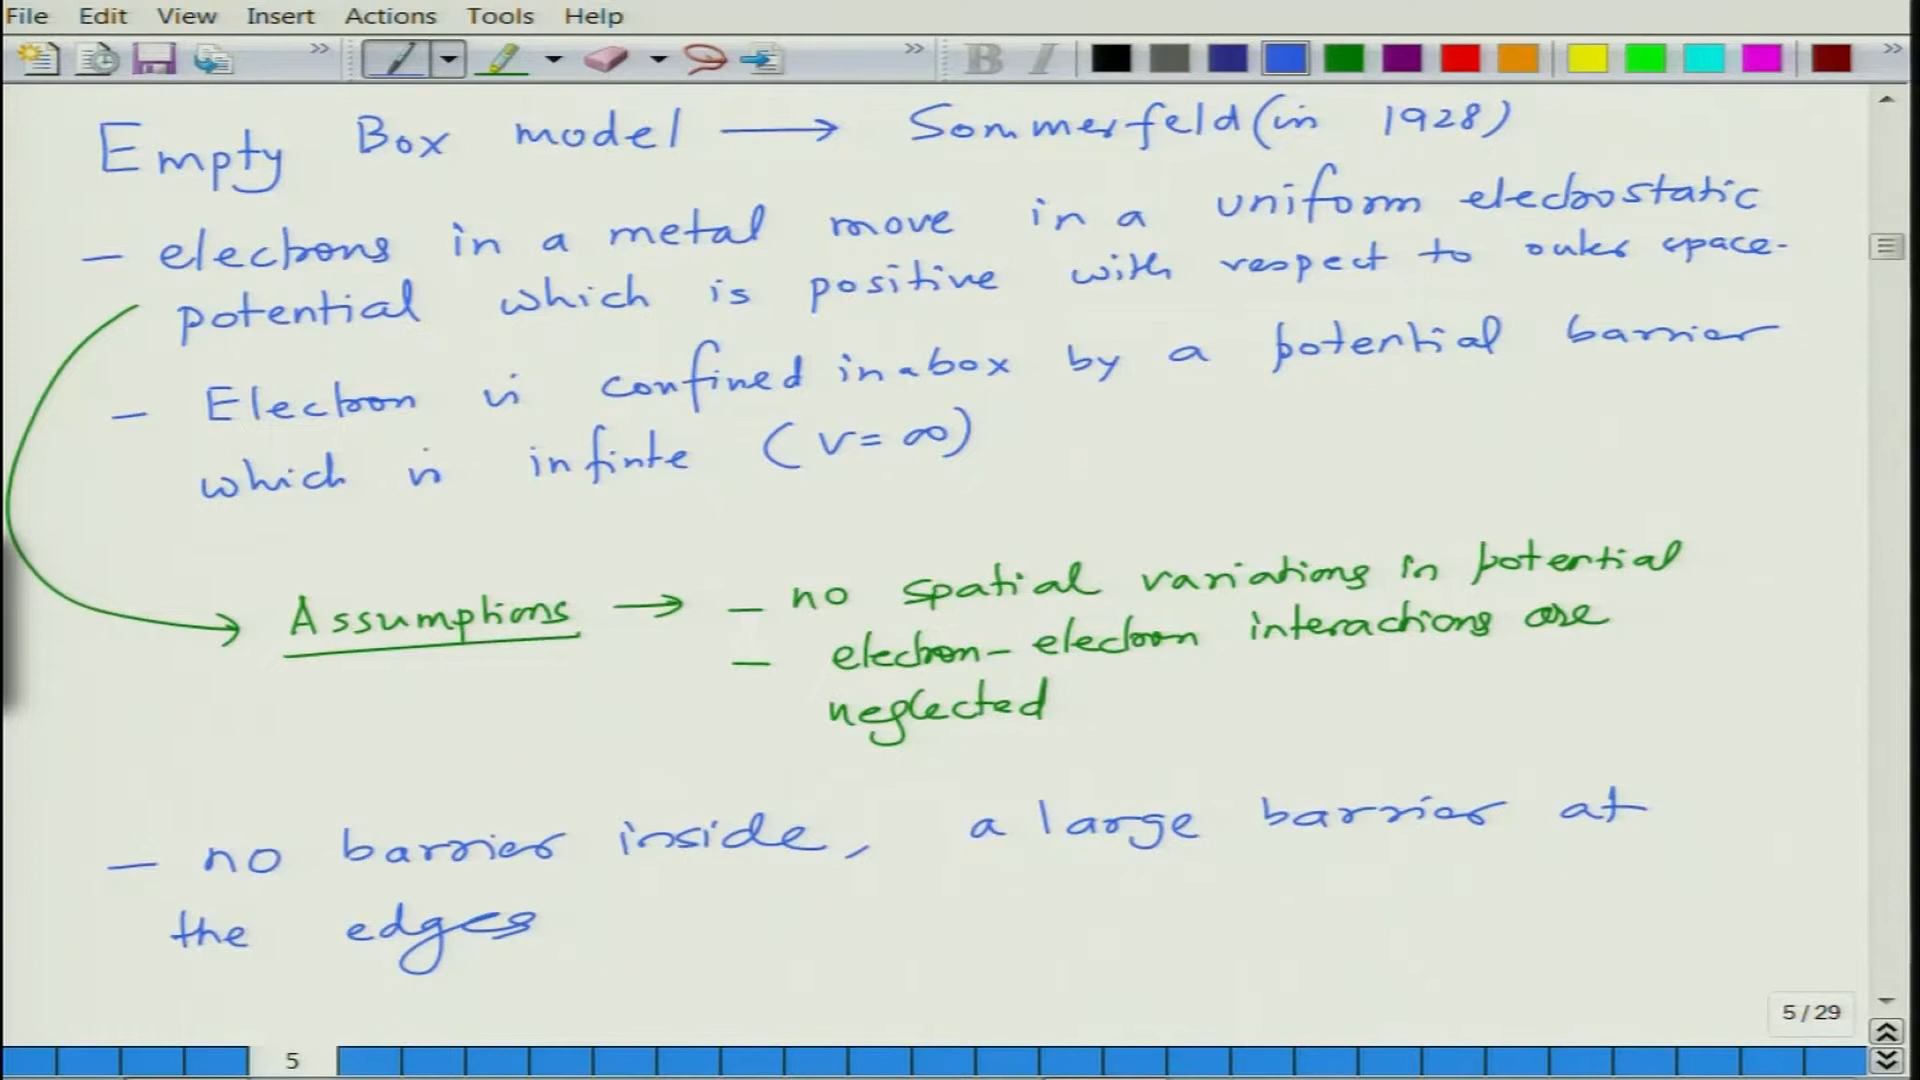 File Edit View Insert Actions Tools Help
B I
Empty Box model → Sommerfeld (in 1928)
- electrons in a metal move in a uniform electrostatic
potential which is positive with respect to outer space.
- Electron is confined in a box by a potential barrier
which is infinte (V = ∞)
→ Assumptions → - no spatial variations in potential
- electron-electron interactions are
neglected
- no barrier inside, a large barrier at
the edges
5 / 29
5